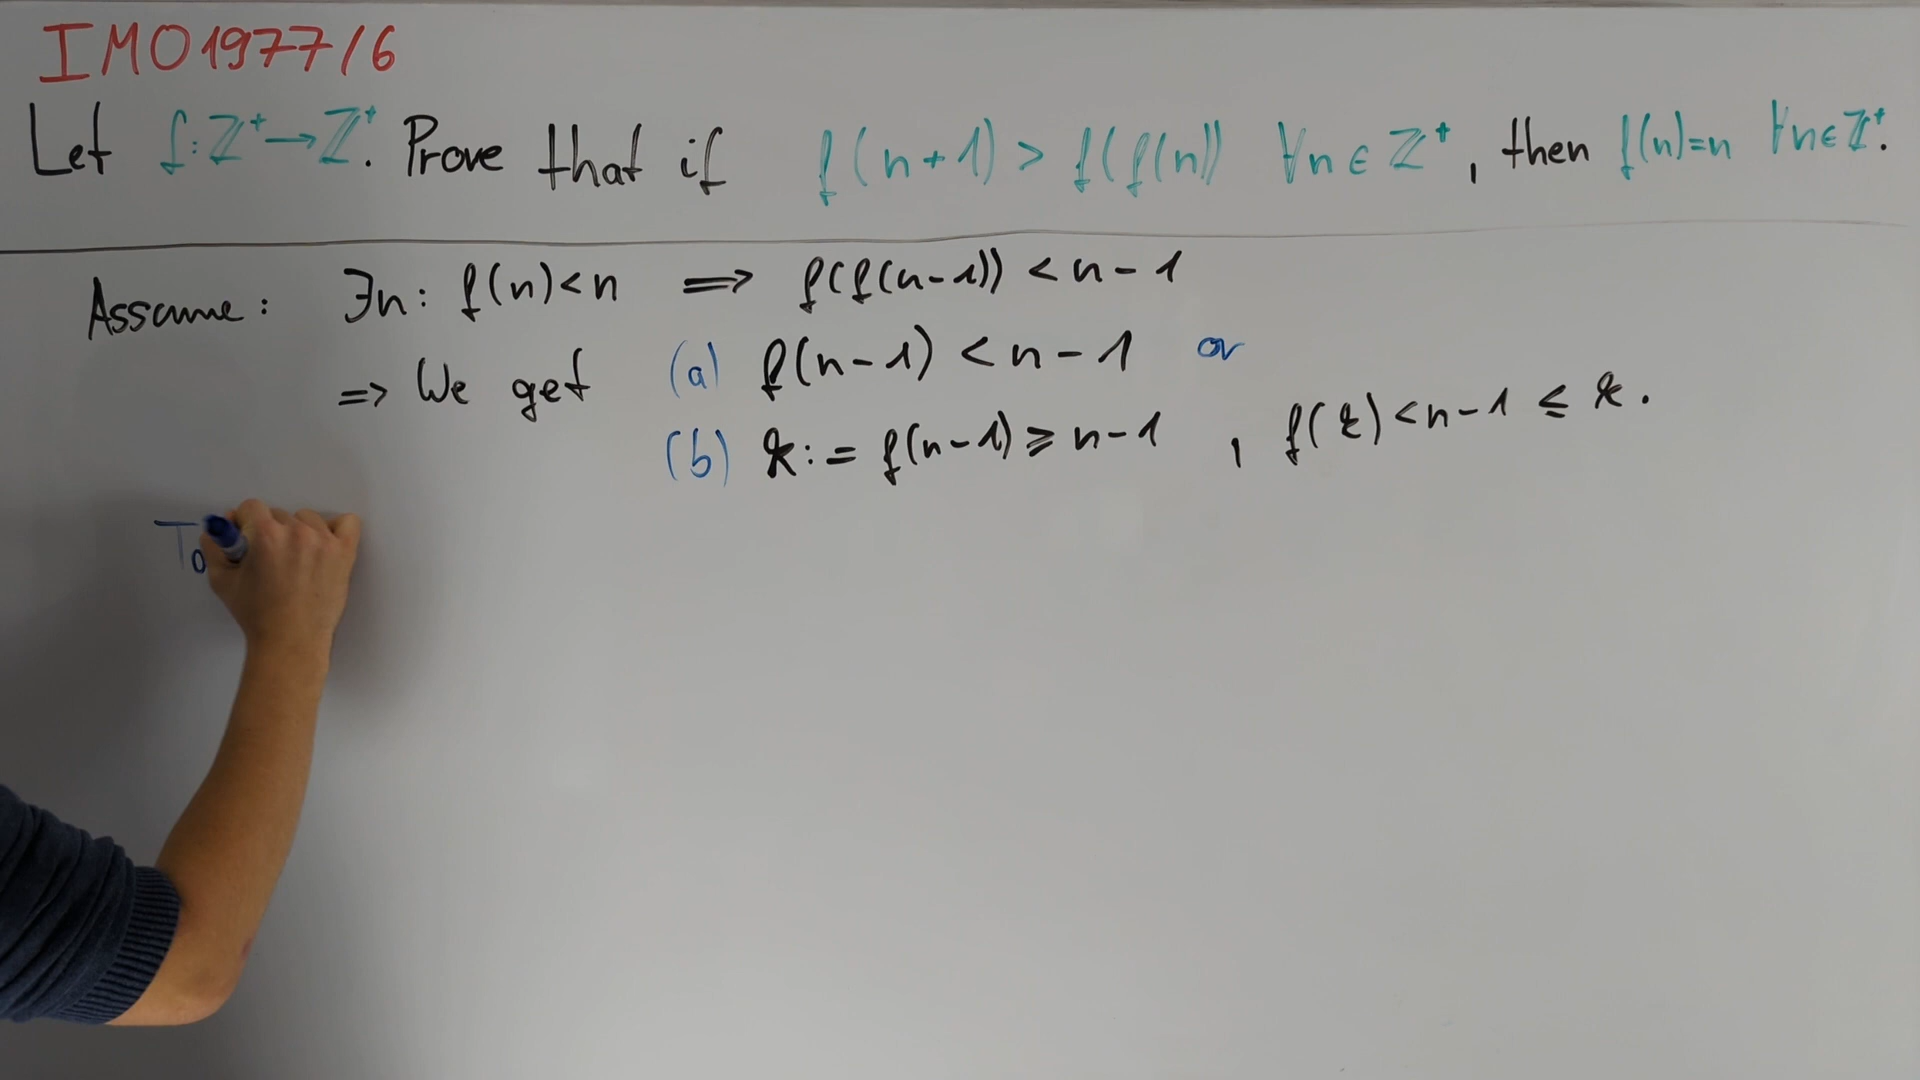 IMO 1977/6
Let f:ℤ⁺→ℤ⁺. Prove that if f(n+1) > f(f(n)) ∀n∈ℤ⁺, then f(n)=n ∀n∈ℤ⁺.
Assume: ∃n: f(n)<n ⟹ f(f(n-1)) < n-1
⇒ We get (a) f(n-1) < n-1 or
(b) k := f(n-1) ≥ n-1 , f(k) < n-1 ≤ k.
To